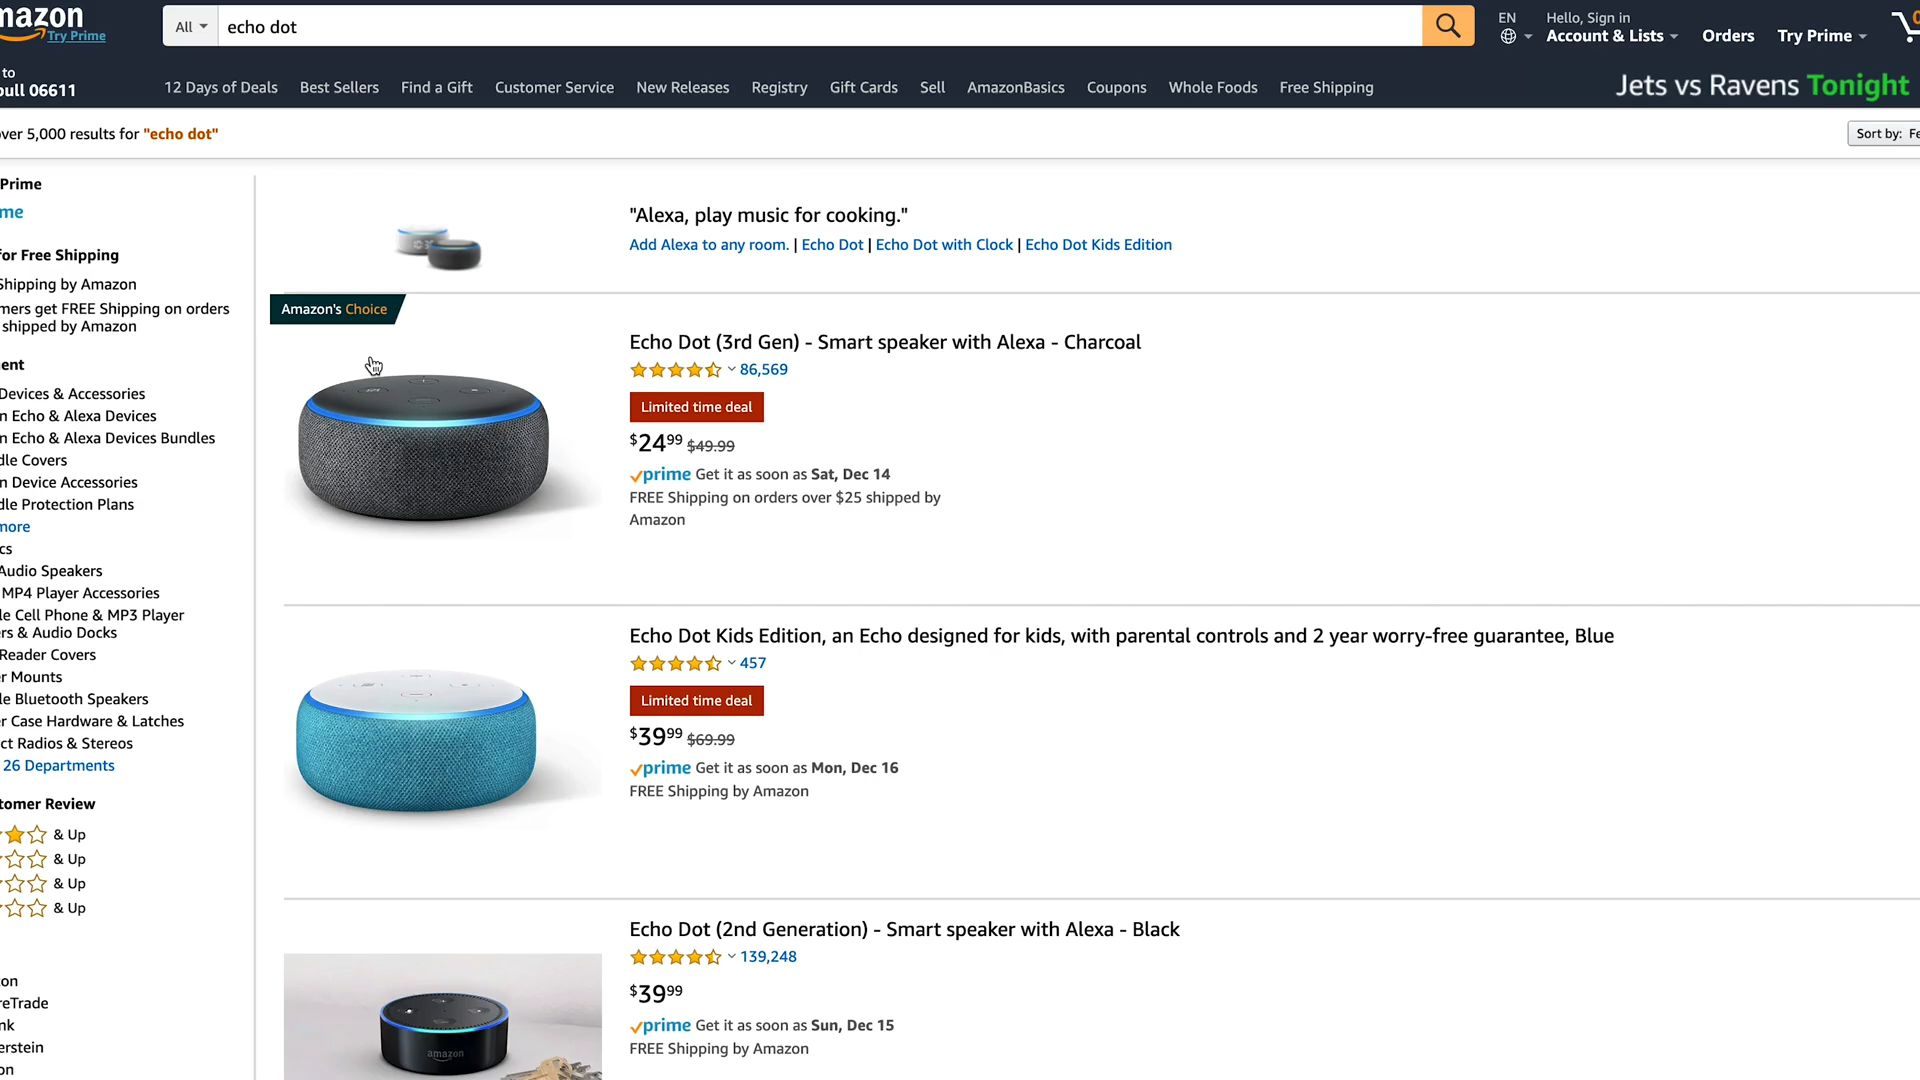 mazon
Try Prime
All
echo dot
EN
Hello, Sign in
Account & Lists
Orders
Try Prime
to
bull 06611
12 Days of Deals
Best Sellers
Find a Gift
Customer Service
New Releases
Registry
Gift Cards
Sell
AmazonBasics
Coupons
Whole Foods
Free Shipping
Jets vs Ravens Tonight
ver 5,000 results for "echo dot"
Sort by: Fe
Prime
me
for Free Shipping
Shipping by Amazon
mers get FREE Shipping on orders
shipped by Amazon
ent
Devices & Accessories
n Echo & Alexa Devices
n Echo & Alexa Devices Bundles
dle Covers
n Device Accessories
dle Protection Plans
more
cs
Audio Speakers
MP4 Player Accessories
le Cell Phone & MP3 Player
rs & Audio Docks
Reader Covers
r Mounts
le Bluetooth Speakers
r Case Hardware & Latches
ct Radios & Stereos
26 Departments
tomer Review
& Up
& Up
& Up
& Up
on
reTrade
nk
erstein
on
"Alexa, play music for cooking."
Add Alexa to any room. | Echo Dot | Echo Dot with Clock | Echo Dot Kids Edition
Amazon's Choice
Echo Dot (3rd Gen) - Smart speaker with Alexa - Charcoal
86,569
Limited time deal
$24.99 $49.99
prime Get it as soon as Sat, Dec 14
FREE Shipping on orders over $25 shipped by
Amazon
Echo Dot Kids Edition, an Echo designed for kids, with parental controls and 2 year worry-free guarantee, Blue
457
Limited time deal
$39.99 $69.99
prime Get it as soon as Mon, Dec 16
FREE Shipping by Amazon
Echo Dot (2nd Generation) - Smart speaker with Alexa - Black
139,248
$39.99
prime Get it as soon as Sun, Dec 15
FREE Shipping by Amazon
amazon